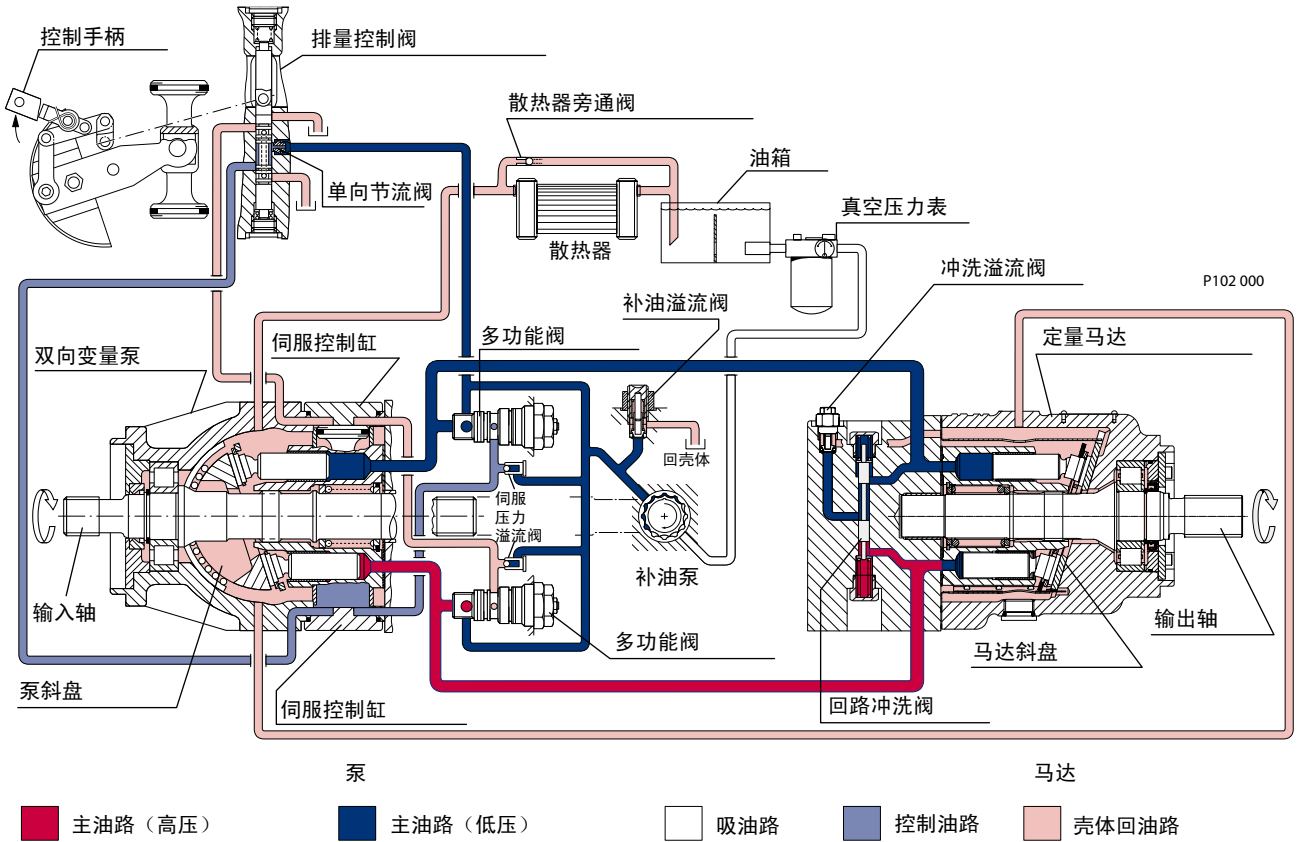 控制手柄
排量控制阀
散热器旁通阀
油箱
单向节流阀
真空压力表
散热器
冲洗溢流阀
P102 000
补油溢流阀
双向变量泵
伺服控制缸
多功能阀
定量马达
回壳体
伺服
压力
溢流阀
补油泵
输入轴
输出轴
多功能阀
马达斜盘
泵斜盘
伺服控制缸
回路冲洗阀
泵
马达
主油路（高压）
主油路（低压）
吸油路
控制油路
壳体回油路